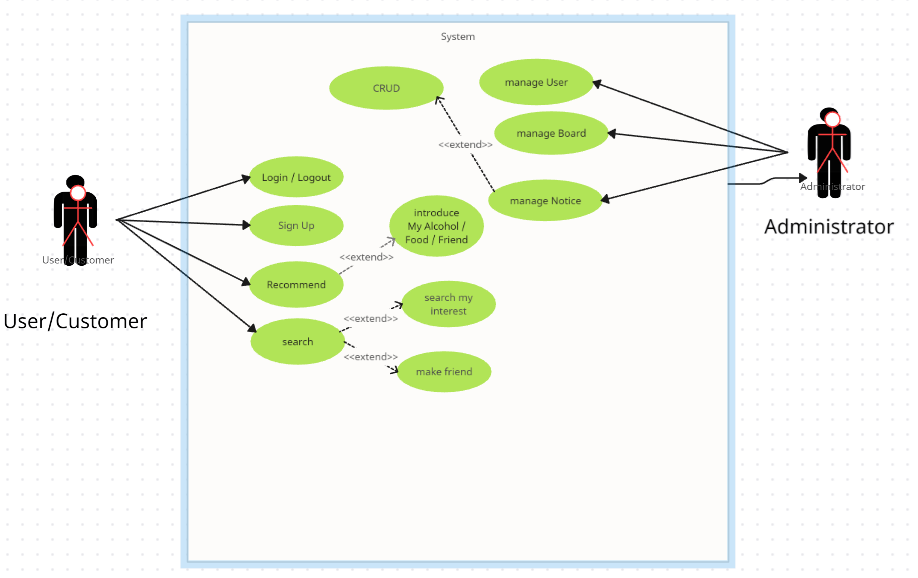 System
CRUD
manage User
<<extend>>
manage Board
Login / Logout
manage Notice
Administrator
Administrator
Sign Up
introduce
My Alcohol /
Food / Friend
User/Customer
User/Customer
<<extend>>
Recommend
search my
interest
<<extend>>
search
<<extend>>
make friend